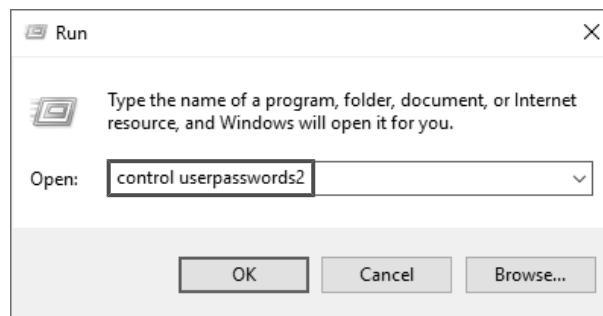 Run
Type the name of a program, folder, document, or Internet
resource, and Windows will open it for you.
Open: control userpasswords2
OK Cancel Browse...